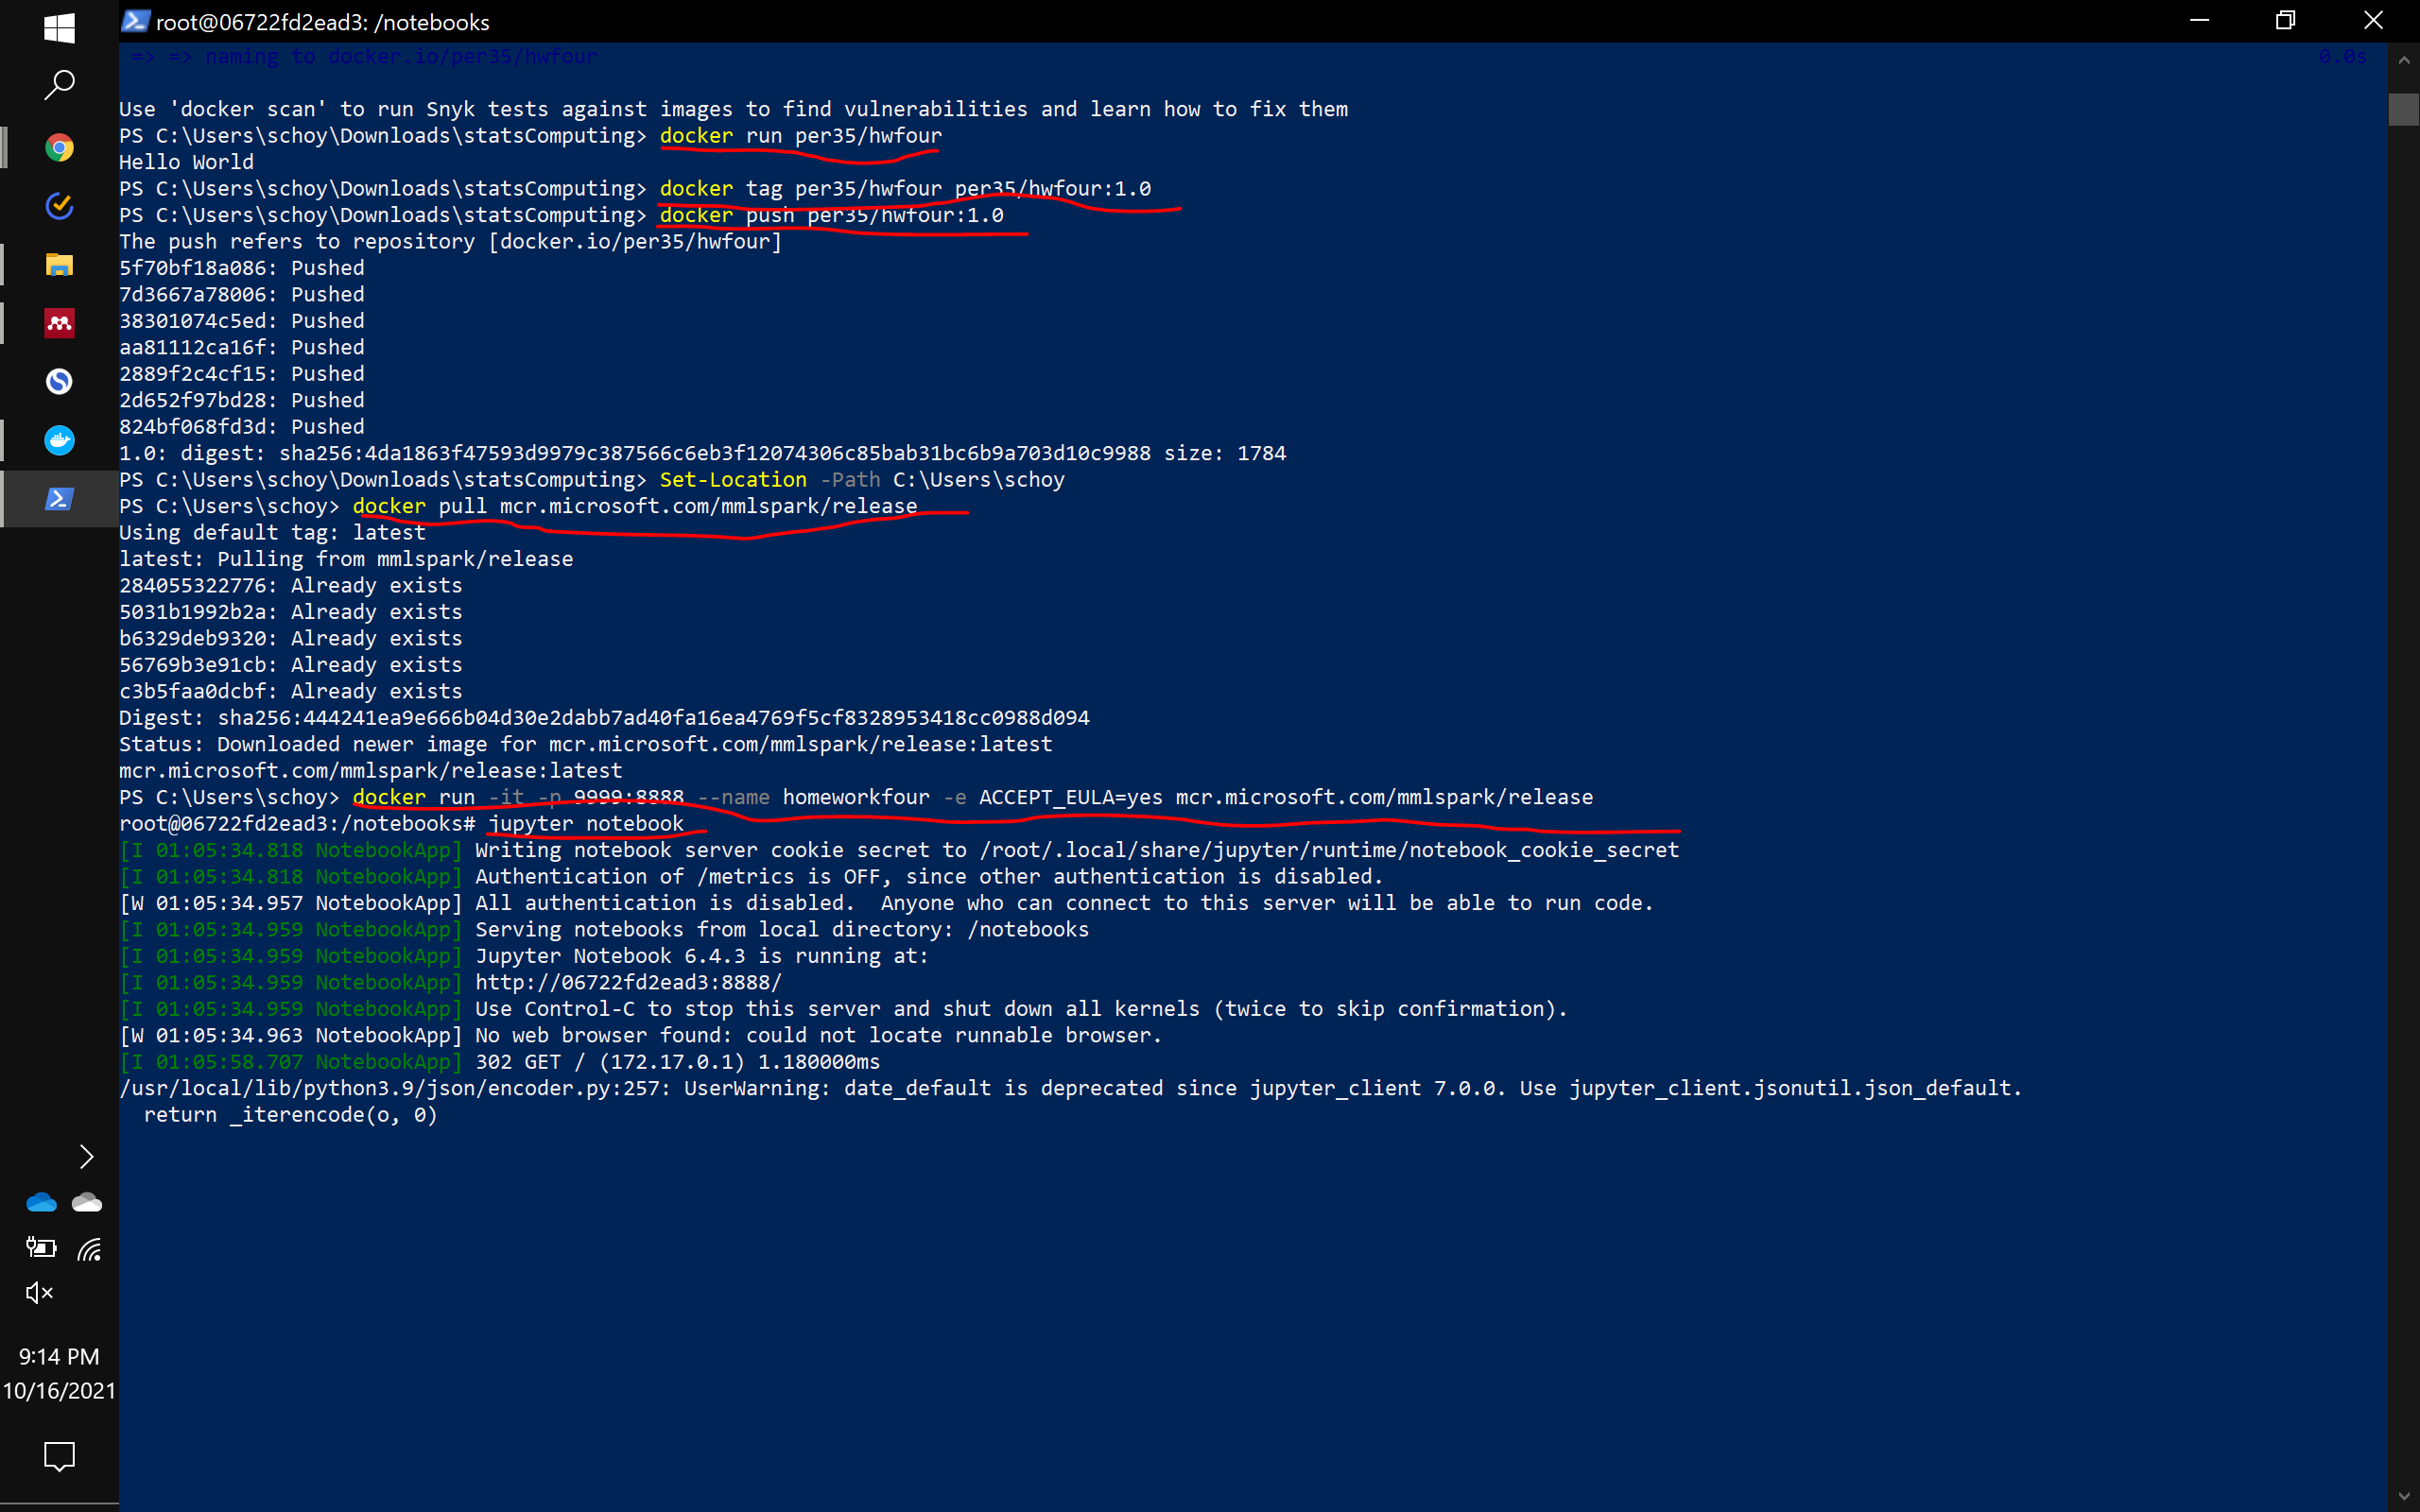 root@06722fd2ead3: /notebooks
=> => naming to docker.io/per35/hwfour 0.0s
Use 'docker scan' to run Snyk tests against images to find vulnerabilities and learn how to fix them
PS C:\Users\schoy\Downloads\statsComputing> docker run per35/hwfour
Hello World
PS C:\Users\schoy\Downloads\statsComputing> docker tag per35/hwfour per35/hwfour:1.0
PS C:\Users\schoy\Downloads\statsComputing> docker push per35/hwfour:1.0
The push refers to repository [docker.io/per35/hwfour]
5f70bf18a086: Pushed
7d3667a78006: Pushed
38301074c5ed: Pushed
aa81112ca16f: Pushed
2889f2c4cf15: Pushed
2d652f97bd28: Pushed
824bf068fd3d: Pushed
1.0: digest: sha256:4da1863f47593d9979c387566c6eb3f12074306c85bab31bc6b9a703d10c9988 size: 1784
PS C:\Users\schoy\Downloads\statsComputing> Set-Location -Path C:\Users\schoy
PS C:\Users\schoy> docker pull mcr.microsoft.com/mmlspark/release
Using default tag: latest
latest: Pulling from mmlspark/release
284055322776: Already exists
5031b1992b2a: Already exists
b6329deb9320: Already exists
56769b3e91cb: Already exists
c3b5faa0dcbf: Already exists
Digest: sha256:444241ea9e666b04d30e2dabb7ad40fa16ea4769f5cf8328953418cc0988d094
Status: Downloaded newer image for mcr.microsoft.com/mmlspark/release:latest
mcr.microsoft.com/mmlspark/release:latest
PS C:\Users\schoy> docker run -it -p 9999:8888 --name homeworkfour -e ACCEPT_EULA=yes mcr.microsoft.com/mmlspark/release
root@06722fd2ead3:/notebooks# jupyter notebook
[I 01:05:34.818 NotebookApp] Writing notebook server cookie secret to /root/.local/share/jupyter/runtime/notebook_cookie_secret
[I 01:05:34.818 NotebookApp] Authentication of /metrics is OFF, since other authentication is disabled.
[W 01:05:34.957 NotebookApp] All authentication is disabled.  Anyone who can connect to this server will be able to run code.
[I 01:05:34.959 NotebookApp] Serving notebooks from local directory: /notebooks
[I 01:05:34.959 NotebookApp] Jupyter Notebook 6.4.3 is running at:
[I 01:05:34.959 NotebookApp] http://06722fd2ead3:8888/
[I 01:05:34.959 NotebookApp] Use Control-C to stop this server and shut down all kernels (twice to skip confirmation).
[W 01:05:34.963 NotebookApp] No web browser found: could not locate runnable browser.
[I 01:05:58.707 NotebookApp] 302 GET / (172.17.0.1) 1.180000ms
/usr/local/lib/python3.9/json/encoder.py:257: UserWarning: date_default is deprecated since jupyter_client 7.0.0. Use jupyter_client.jsonutil.json_default.
  return _iterencode(o, 0)
9:14 PM
10/16/2021